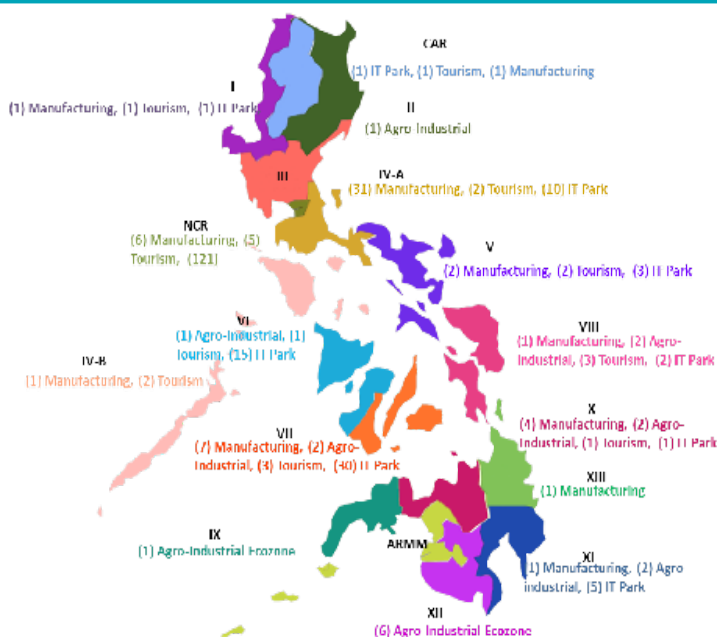 CAR
(1) IT Park, (1) Tourism, (1) Manufacturing
I
(1) Manufacturing, (1) Tourism, (1) IT Park
II
(1) Agro-Industrial
III
IV-A
(31) Manufacturing, (2) Tourism, (10) IT Park
NCR
(6) Manufacturing, (5)
Tourism, (121)
V
(2) Manufacturing, (2) Tourism, (3) IT Park
VI
(1) Agro-Industrial, (1)
Tourism, (15) IT Park
VIII
(1) Manufacturing, (2) Agro-
Industrial, (3) Tourism, (2) IT Park
IV-B
(1) Manufacturing, (2) Tourism
X
(4) Manufacturing, (2) Agro-
Industrial, (1) Tourism, (1) IT Park
VII
(7) Manufacturing, (2) Agro-
Industrial, (3) Tourism, (30) IT Park
XIII
(1) Manufacturing
IX
(1) Agro-Industrial Ecozone
ARMM
XI
(1) Manufacturing, (2) Agro
industrial, (5) IT Park
XII
(6) Agro Industrial Ecozone